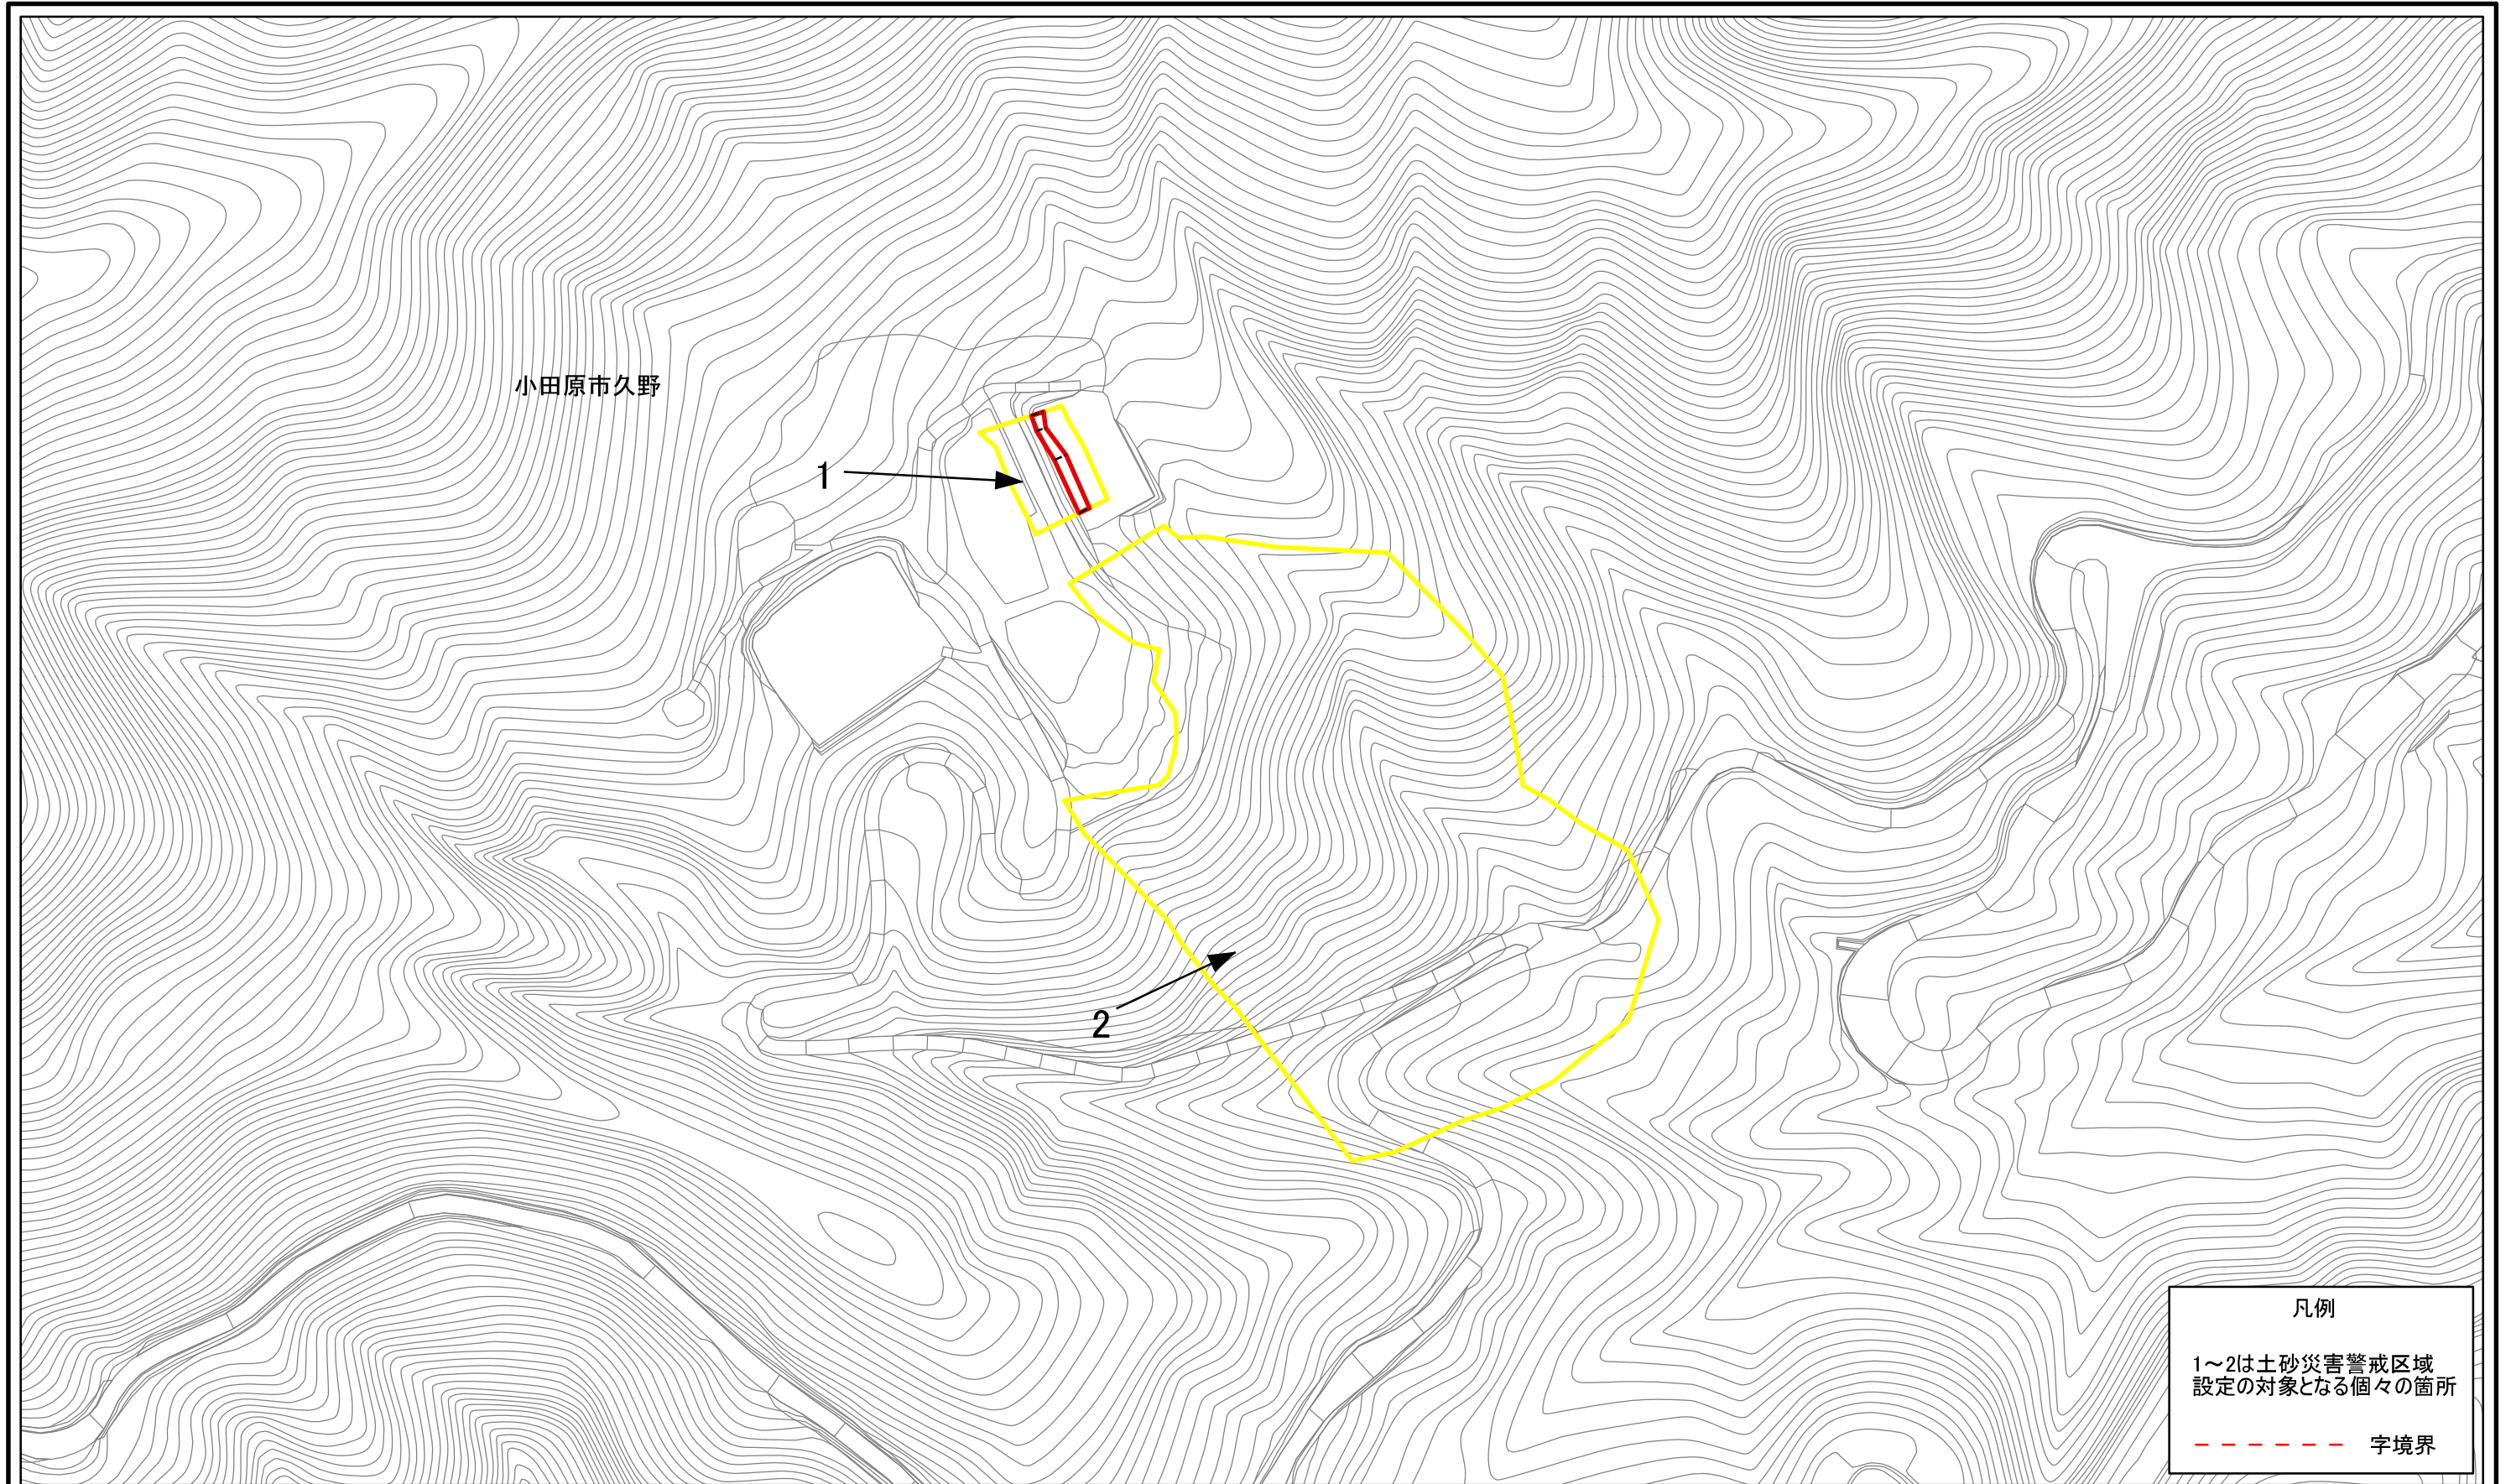 小田原市久野
1
2
凡例
1～2は土砂災害警戒区域
設定の対象となる個々の箇所
字境界